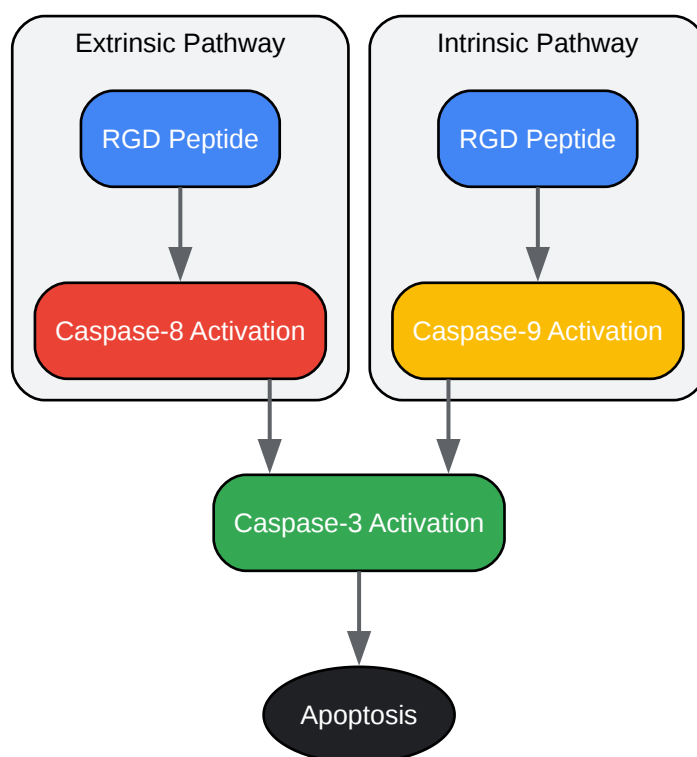 Extrinsic Pathway
Intrinsic Pathway
RGD Peptide
RGD Peptide
Caspase-8 Activation
Caspase-9 Activation
Caspase-3 Activation
Apoptosis